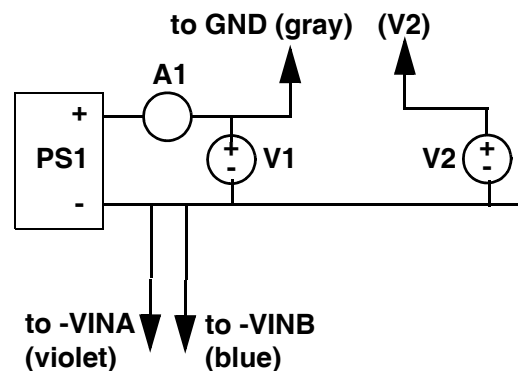 to GND (gray) (V2)
A1
+
PS1
-
+
-
V1
V2
+
-
to -VINA
(violet)
to -VINB
(blue)